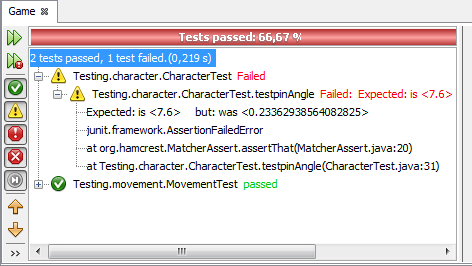 Game
Tests passed: 66,67 %
2 tests passed, 1 test failed.(0,219 s)
Testing.character.CharacterTest Failed
Testing.character.CharacterTest.testpinAngle Failed: Expected: is <7.6>
Expected: is <7.6> but: was <0.23362938564082825>
junit.framework.AssertionFailedError
at org.hamcrest.MatcherAssert.assertThat(MatcherAssert.java:20)
at Testing.character.CharacterTest.testpinAngle(CharacterTest.java:31)
Testing.movement.MovementTest passed